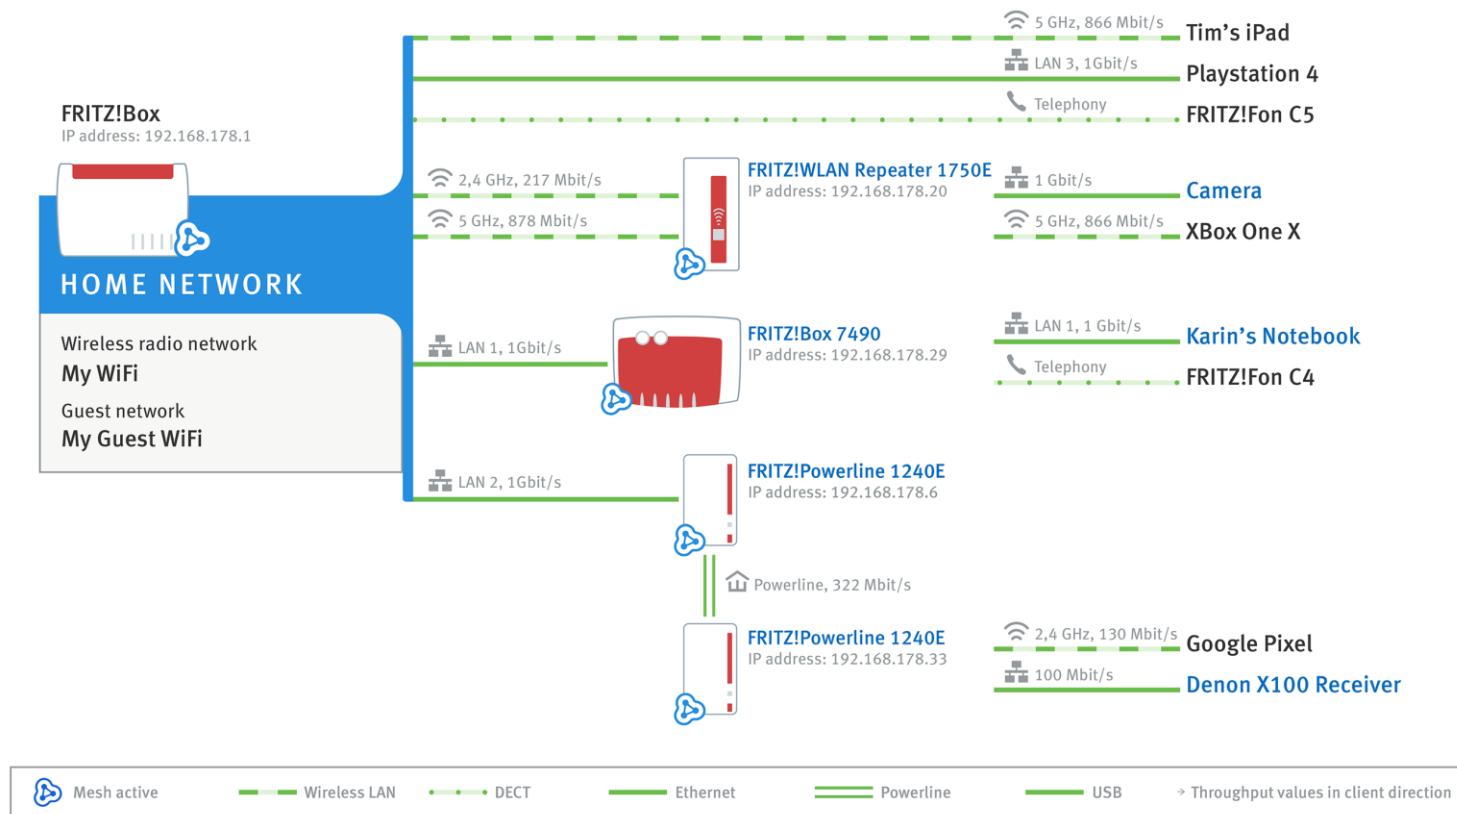 5 GHz, 866 Mbit/s
Tim's iPad
LAN 3, 1Gbit/s
Playstation 4
Telephony
FRITZ!Fon C5
FRITZ!Box
IP address: 192.168.178.1
HOME NETWORK
Wireless radio network
My WiFi
Guest network
My Guest WiFi
2,4 GHz, 217 Mbit/s
5 GHz, 878 Mbit/s
FRITZ!WLAN Repeater 1750E
IP address: 192.168.178.20
1 Gbit/s
Camera
5 GHz, 866 Mbit/s
XBox One X
LAN 1, 1Gbit/s
FRITZ!Box 7490
IP address: 192.168.178.29
LAN 1, 1 Gbit/s
Karin's Notebook
Telephony
FRITZ!Fon C4
LAN 2, 1Gbit/s
FRITZ!Powerline 1240E
IP address: 192.168.178.6
Powerline, 322 Mbit/s
FRITZ!Powerline 1240E
IP address: 192.168.178.33
2,4 GHz, 130 Mbit/s
Google Pixel
100 Mbit/s
Denon X100 Receiver
Mesh active
Wireless LAN
DECT
Ethernet
Powerline
USB
Throughput values in client direction